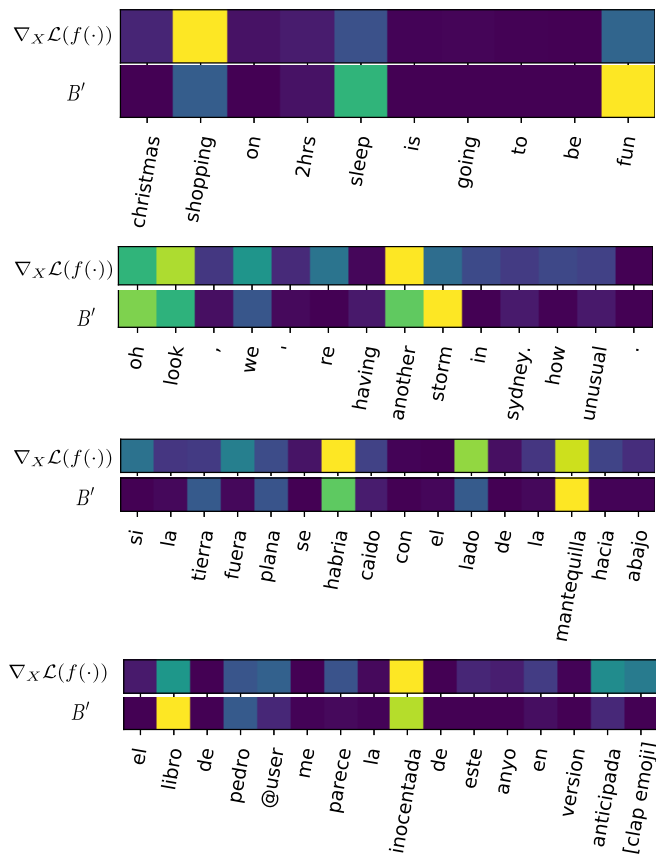 ∇_X ℒ(f(·))
B′
christmas shopping on 2hrs sleep is going to be fun
∇_X ℒ(f(·))
B′
oh look , we ' re having another storm in sydney. how unusual .
∇_X ℒ(f(·))
B′
si la tierra fuera plana se habria caido con el lado de la mantequilla hacia abajo
∇_X ℒ(f(·))
B′
el libro de pedro @user me parece la inocentada de este anyo en version anticipada [clap emoji]